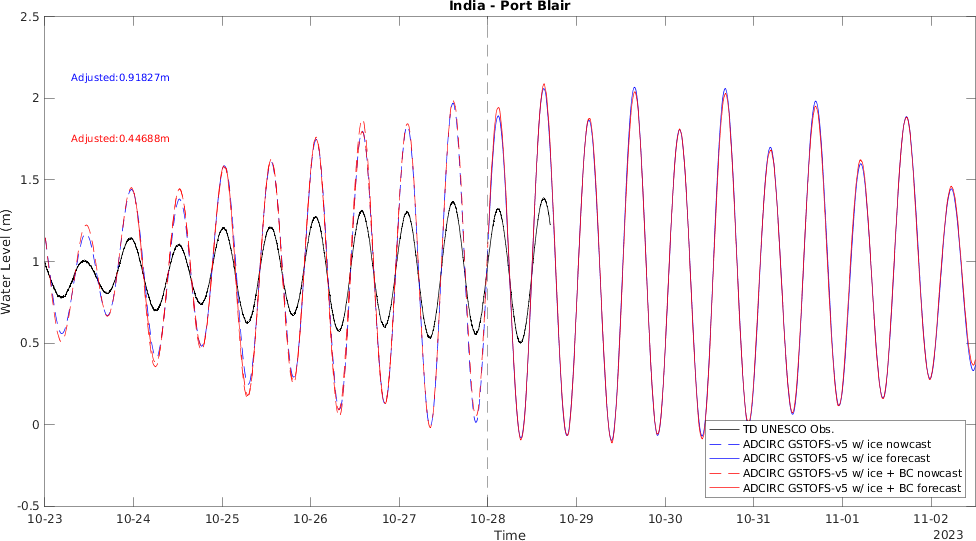 India - Port Blair
2.5
2
1.5
1
0.5
0
-0.5
Water Level (m)
Adjusted:0.91827m
Adjusted:0.44688m
TD UNESCO Obs.
ADCIRC GSTOFS-v5 w/ ice nowcast
ADCIRC GSTOFS-v5 w/ ice forecast
ADCIRC GSTOFS-v5 w/ ice + BC nowcast
ADCIRC GSTOFS-v5 w/ ice + BC forecast
10-23 10-24 10-25 10-26 10-27 10-28 10-29 10-30 10-31 11-01 11-02
Time
2023